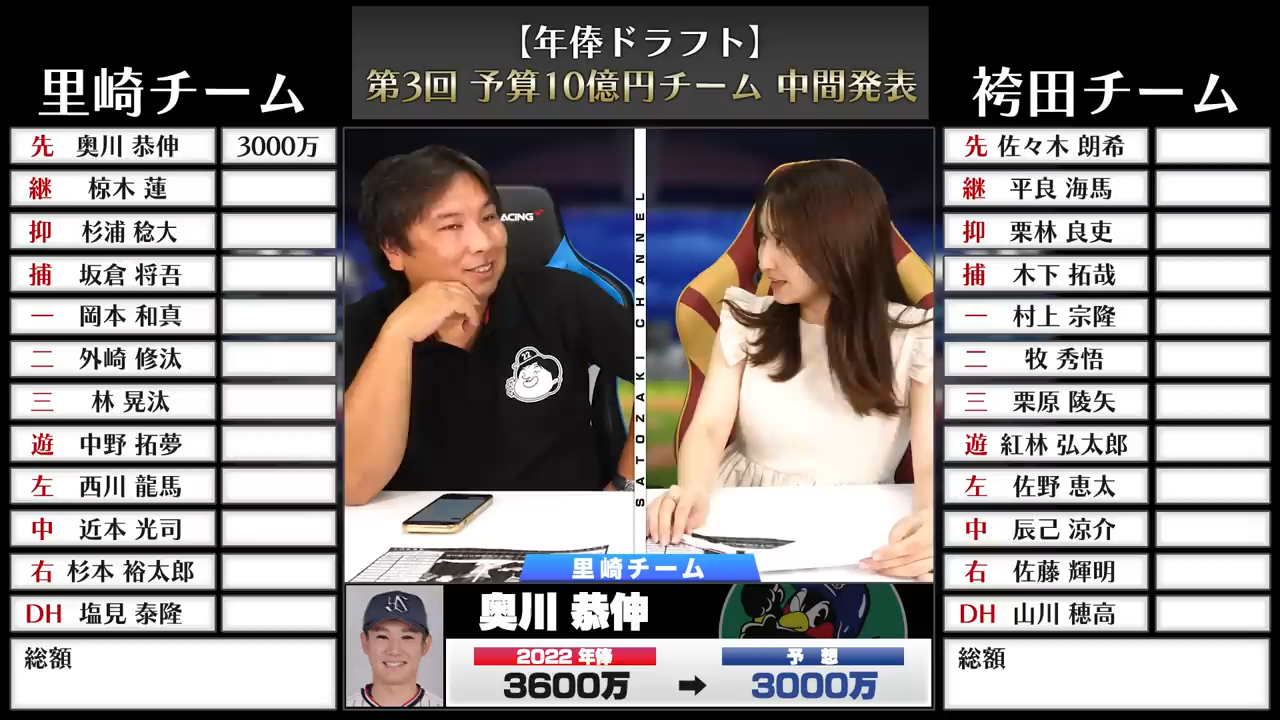 【年俸ドラフト】
第3回 予算10億円チーム 中間発表
里崎チーム
先 奥川 恭伸 3000万
継 椋木 蓮
抑 杉浦 稔大
捕 坂倉 将吾
一 岡本 和真
二 外崎 修汰
三 林 晃汰
遊 中野 拓夢
左 西川 龍馬
中 近本 光司
右 杉本 裕太郎
DH 塩見 泰隆
総額
袴田チーム
先 佐々木 朗希
継 平良 海馬
抑 栗林 良吏
捕 木下 拓哉
一 村上 宗隆
二 牧 秀悟
三 栗原 陵矢
遊 紅林 弘太郎
左 佐野 恵太
中 辰己 涼介
右 佐藤 輝明
DH 山川 穂高
総額
ACING
22
SATOZAKI CHANNEL
里崎チーム
奥川 恭伸
2022 年俸
予 想
3600万 ➡ 3000万